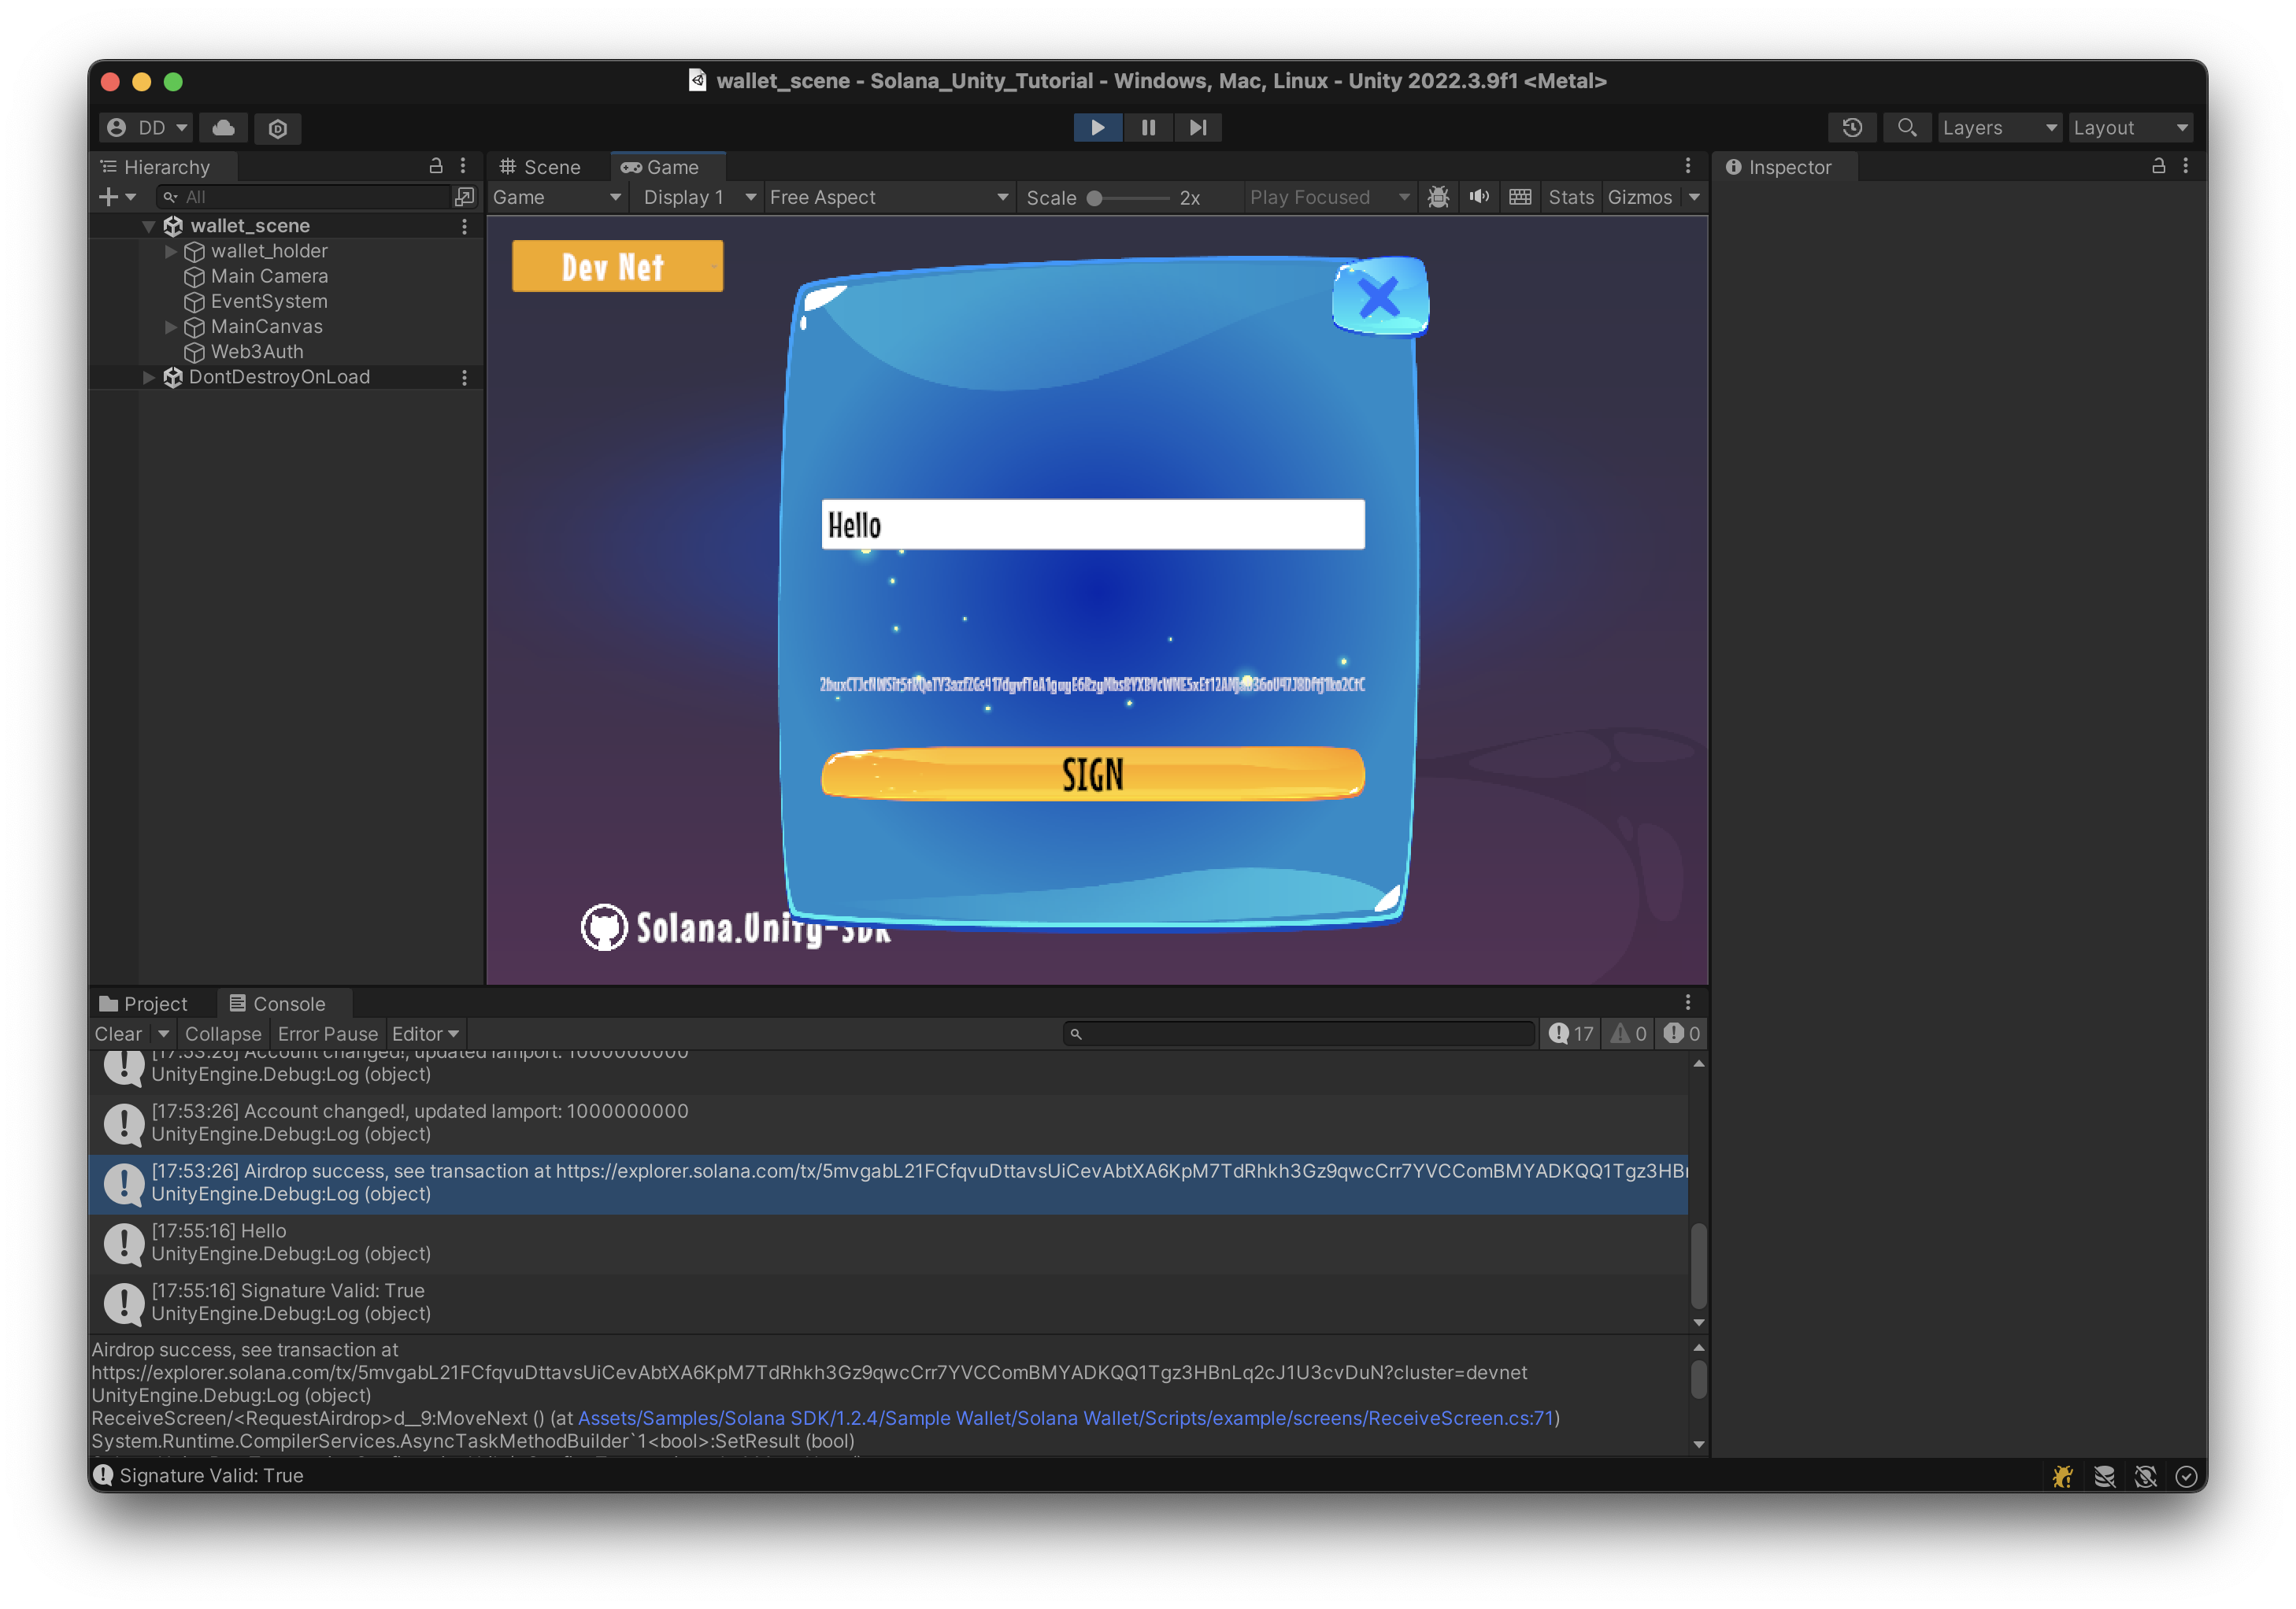 wallet_scene - Solana_Unity_Tutorial - Windows, Mac, Linux - Unity 2022.3.9f1 <Metal>
DD
Layers
Layout
Hierarchy
Scene
Game
Inspector
All
Game
Display 1
Free Aspect
Scale
2x
Play Focused
Stats
Gizmos
wallet_scene
wallet_holder
Main Camera
EventSystem
MainCanvas
Web3Auth
DontDestroyOnLoad
Dev Net
Hello
SIGN
Solana.Unity-SDK
Project
Console
Clear
Collapse
Error Pause
Editor
17
0
0
[17:53:26] Account changed!, updated lamport: 1000000000
UnityEngine.Debug:Log (object)
[17:53:26] Account changed!, updated lamport: 1000000000
UnityEngine.Debug:Log (object)
[17:53:26] Airdrop success, see transaction at https://explorer.solana.com/tx/5mvgabL21FCfqvuDttavsUiCevAbtXA6KpM7TdRhkh3Gz9qwcCrr7YVCComBMYADKQQ1Tgz3HBn
UnityEngine.Debug:Log (object)
[17:55:16] Hello
UnityEngine.Debug:Log (object)
[17:55:16] Signature Valid: True
UnityEngine.Debug:Log (object)
Airdrop success, see transaction at
https://explorer.solana.com/tx/5mvgabL21FCfqvuDttavsUiCevAbtXA6KpM7TdRhkh3Gz9qwcCrr7YVCComBMYADKQQ1Tgz3HBnLq2cJ1U3cvDuN?cluster=devnet
UnityEngine.Debug:Log (object)
ReceiveScreen/<RequestAirdrop>d__9:MoveNext () (at Assets/Samples/Solana SDK/1.2.4/Sample Wallet/Solana Wallet/Scripts/example/screens/ReceiveScreen.cs:71)
System.Runtime.CompilerServices.AsyncTaskMethodBuilder`1<bool>:SetResult (bool)
Signature Valid: True